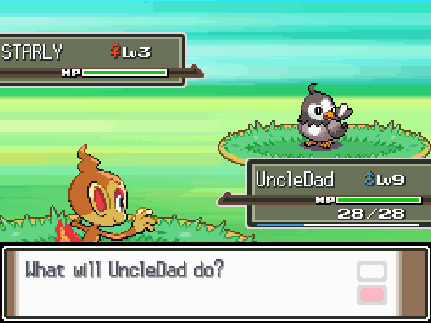 STARLY ♀Lv3
HP
UncleDad ♂Lv9
HP
28/28
What will UncleDad do?